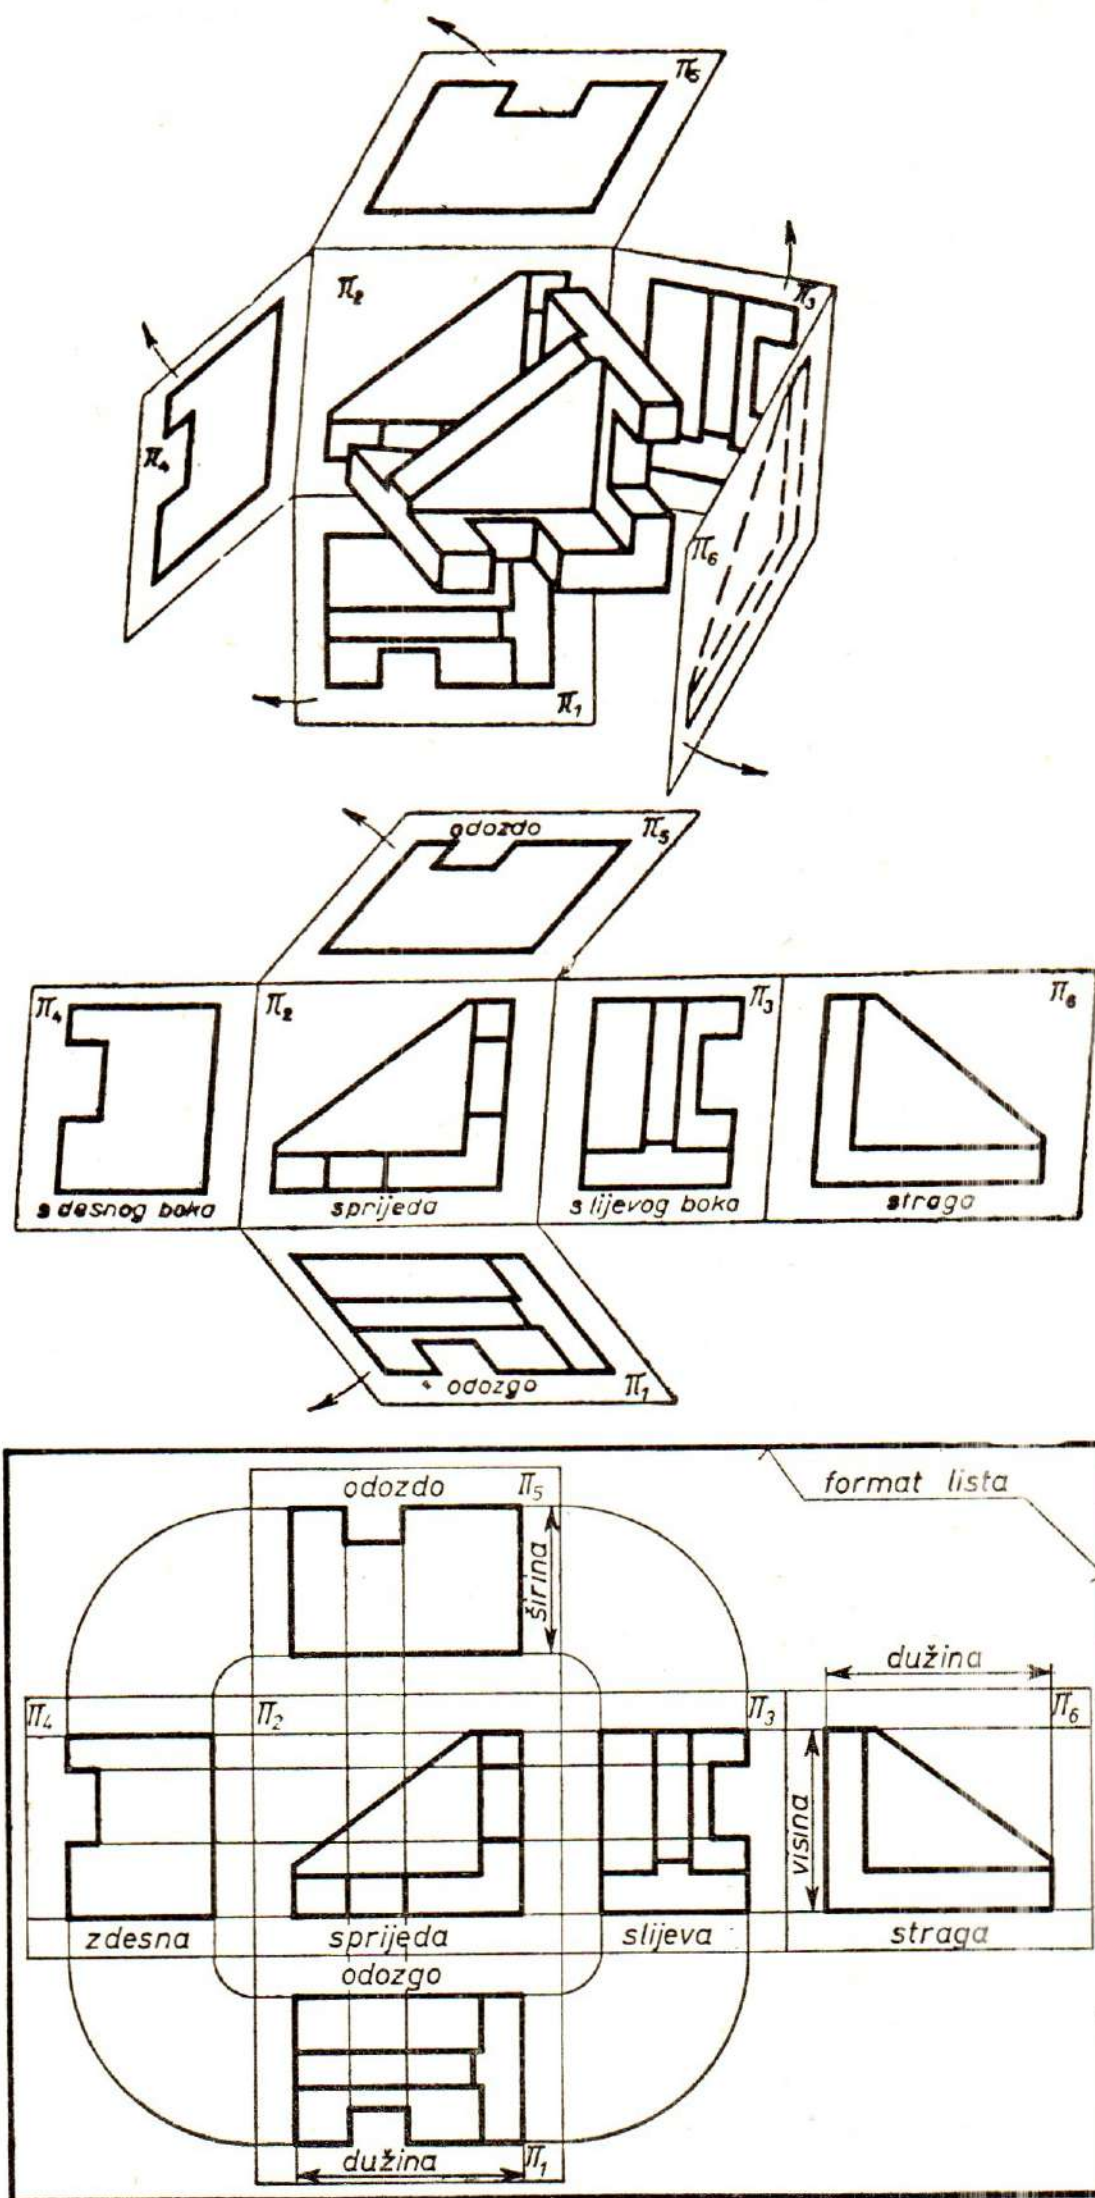 π₅
π₂
π₃
π₄
π₆
π₁
odozdo
π₅
π₄
π₂
π₃
π₆
s desnog boka
sprijeda
s lijevog boka
straga
odozgo
π₁
odozdo
π₅
format lista
širina
dužina
π₄
π₂
π₃
π₆
visina
zdesna
sprijeda
slijeva
straga
odozgo
dužina
π₁